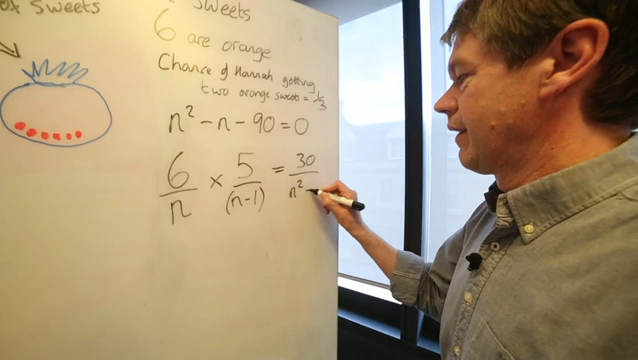 of sweets
sweets
6 are orange
Chance of Hannah getting
two orange sweets = 1/3
n² - n - 90 = 0
6/n × 5/(n-1) = 30/n² -